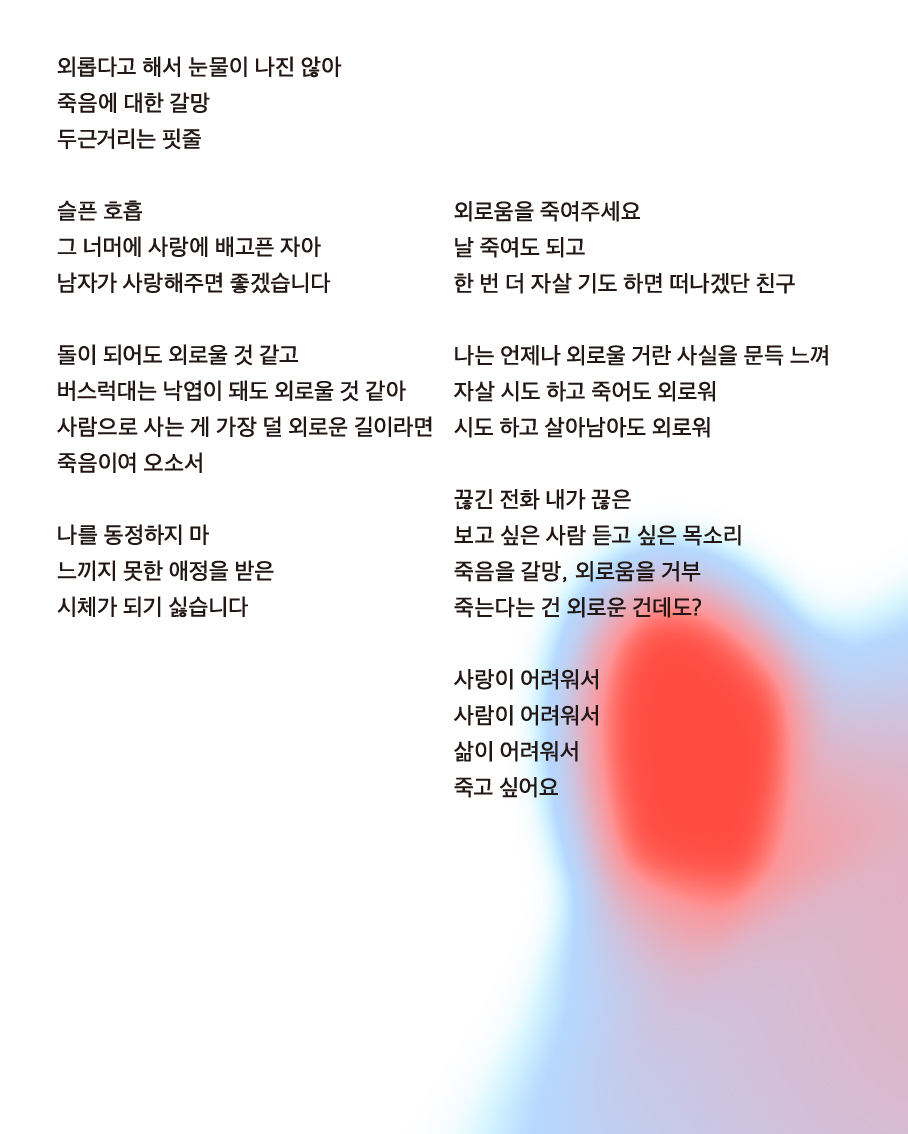 외롭다고 해서 눈물이 나진 않아
죽음에 대한 갈망
두근거리는 핏줄
슬픈 호흡
그 너머에 사랑에 배고픈 자아
남자가 사랑해주면 좋겠습니다
돌이 되어도 외로울 것 같고
버스럭대는 낙엽이 돼도 외로울 것 같아
사람으로 사는 게 가장 덜 외로운 길이라면
죽음이여 오소서
나를 동정하지 마
느끼지 못한 애정을 받은
시체가 되기 싫습니다
외로움을 죽여주세요
날 죽여도 되고
한 번 더 자살 기도 하면 떠나겠단 친구
나는 언제나 외로울 거란 사실을 문득 느껴
자살 시도 하고 죽어도 외로워
시도 하고 살아남아도 외로워
끊긴 전화 내가 끊은
보고 싶은 사람 듣고 싶은 목소리
죽음을 갈망, 외로움을 거부
죽는다는 건 외로운 건데도?
사랑이 어려워서
사람이 어려워서
삶이 어려워서
죽고 싶어요